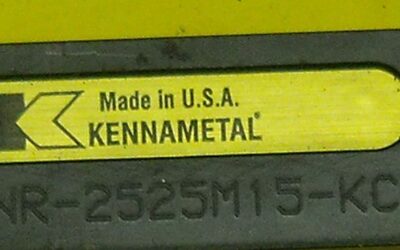 Made in U.S.A.
KENNAMETAL®
NR-2525M15-KC